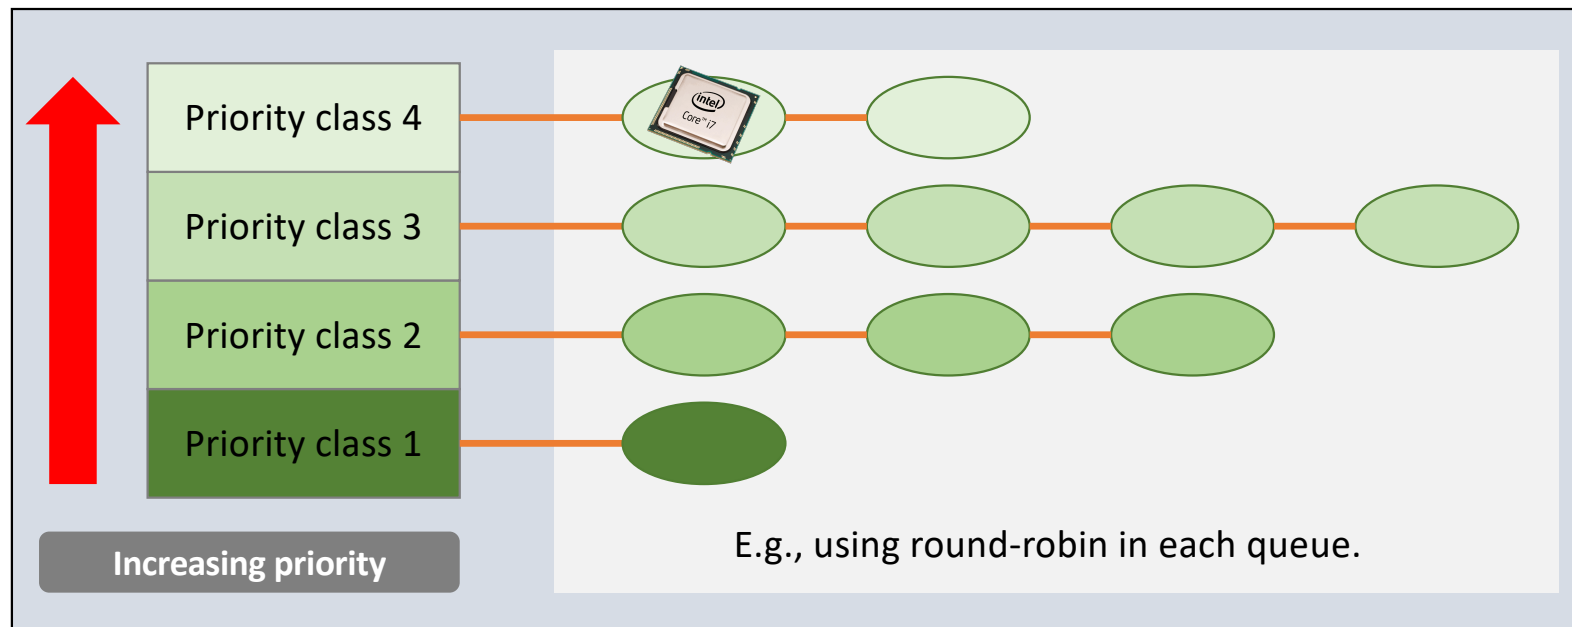 Priority class 4
intel
Core™ i7
Priority class 3
Priority class 2
Priority class 1
Increasing priority
E.g., using round-robin in each queue.